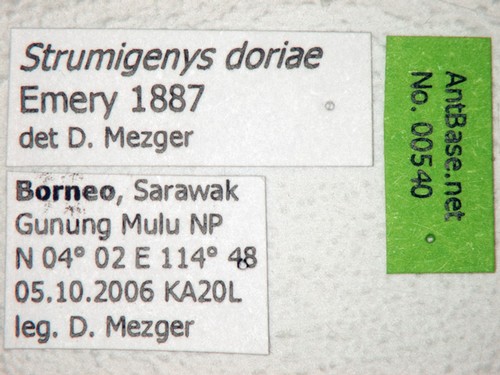 Strumigenys doriae
Emery 1887
det D. Mezger
Borneo, Sarawak
Gunung Mulu NP
N 04° 02 E 114° 48
05.10.2006 KA20L
leg. D. Mezger
AntBase.net
No. 00540